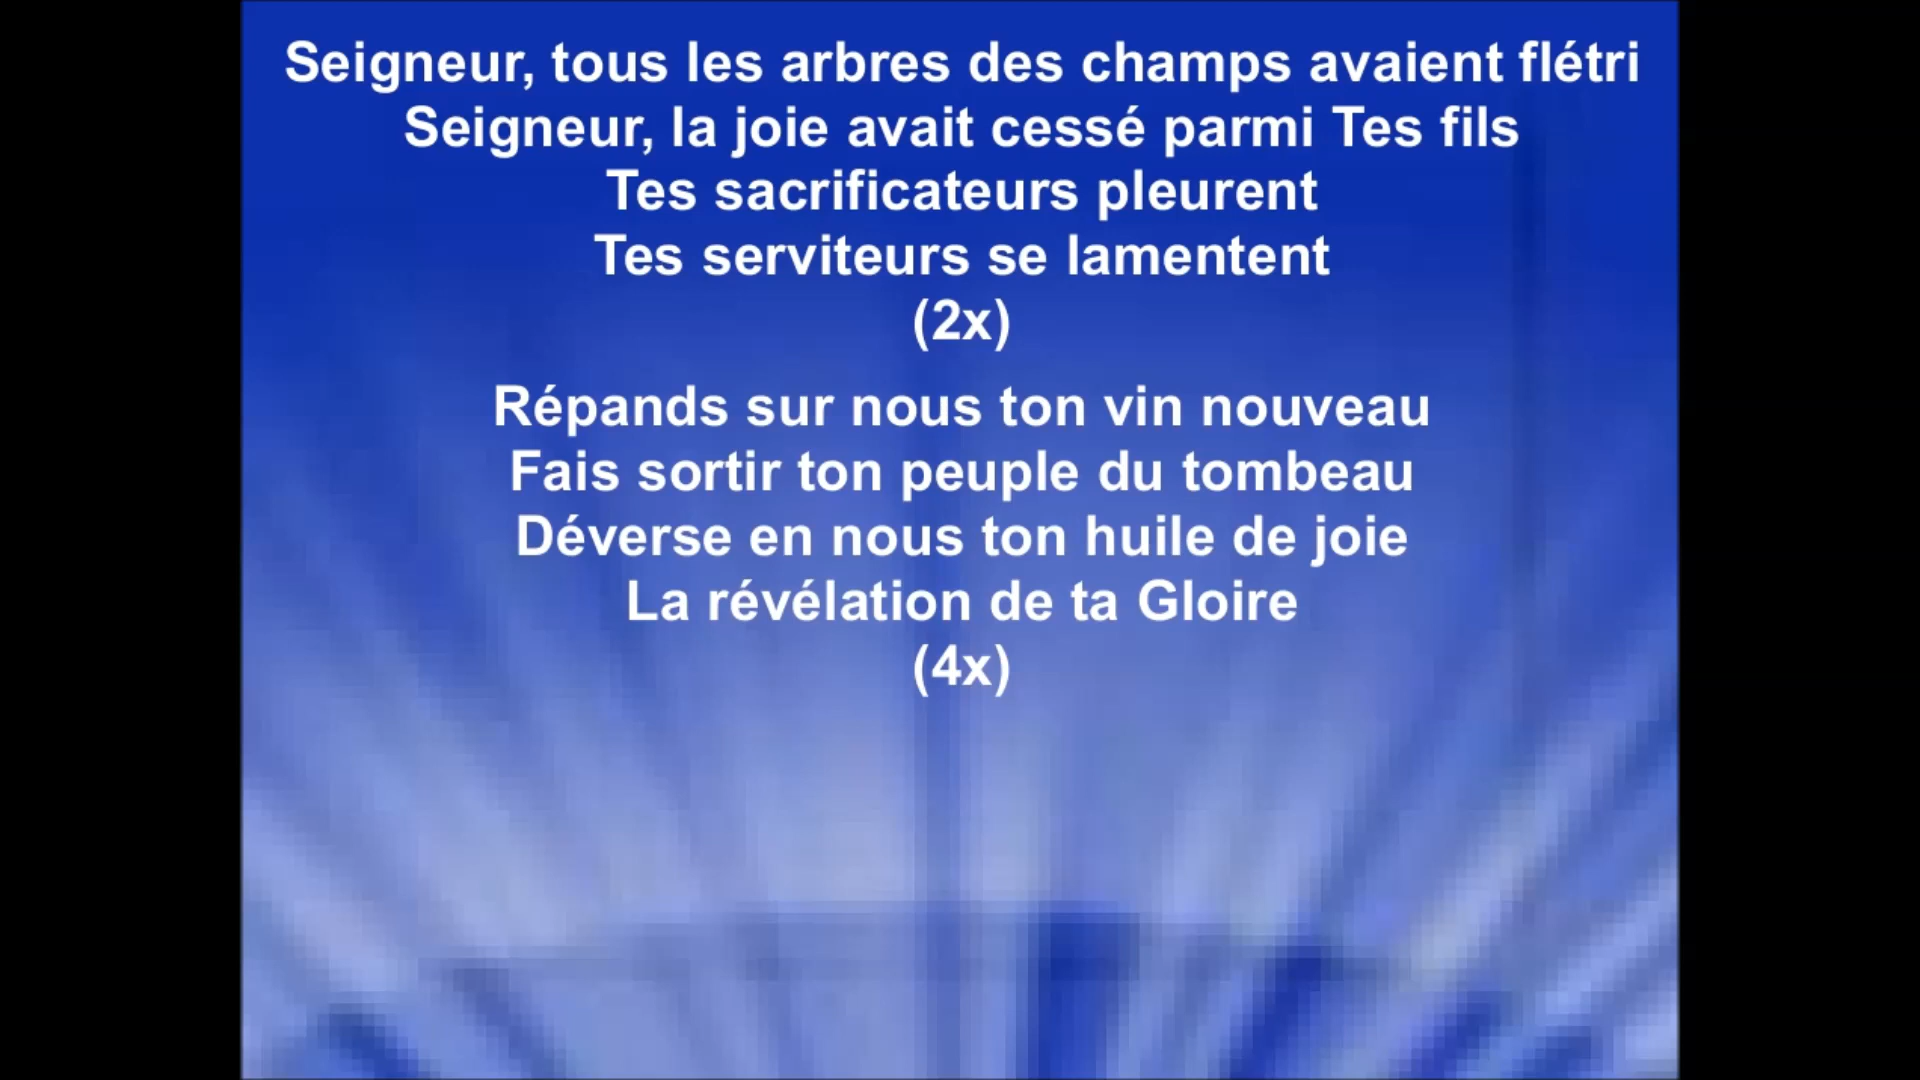 Seigneur, tous les arbres des champs avaient flétri
Seigneur, la joie avait cessé parmi Tes fils
Tes sacrificateurs pleurent
Tes serviteurs se lamentent
(2x)
Répands sur nous ton vin nouveau
Fais sortir ton peuple du tombeau
Déverse en nous ton huile de joie
La révélation de ta Gloire
(4x)